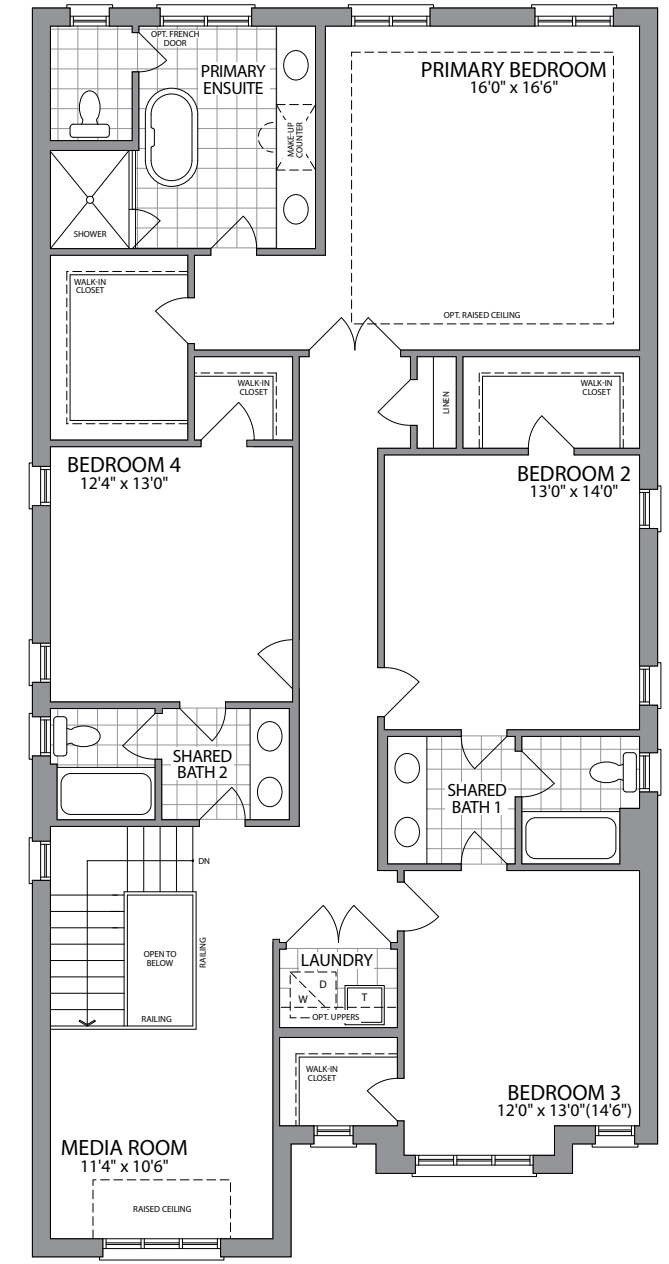 OPT. FRENCH
DOOR
PRIMARY
ENSUITE
MAKE-UP
COUNTER
PRIMARY BEDROOM
16'0" x 16'6"
SHOWER
WALK-IN
CLOSET
OPT. RAISED CEILING
WALK-IN
CLOSET
LINEN
WALK-IN
CLOSET
BEDROOM 4
12'4" x 13'0"
BEDROOM 2
13'0" x 14'0"
SHARED
BATH 2
SHARED
BATH 1
DN
OPEN TO
BELOW
RAILING
RAILING
LAUNDRY
D
W
T
OPT. UPPERS
WALK-IN
CLOSET
BEDROOM 3
12'0" x 13'0"(14'6")
MEDIA ROOM
11'4" x 10'6"
RAISED CEILING